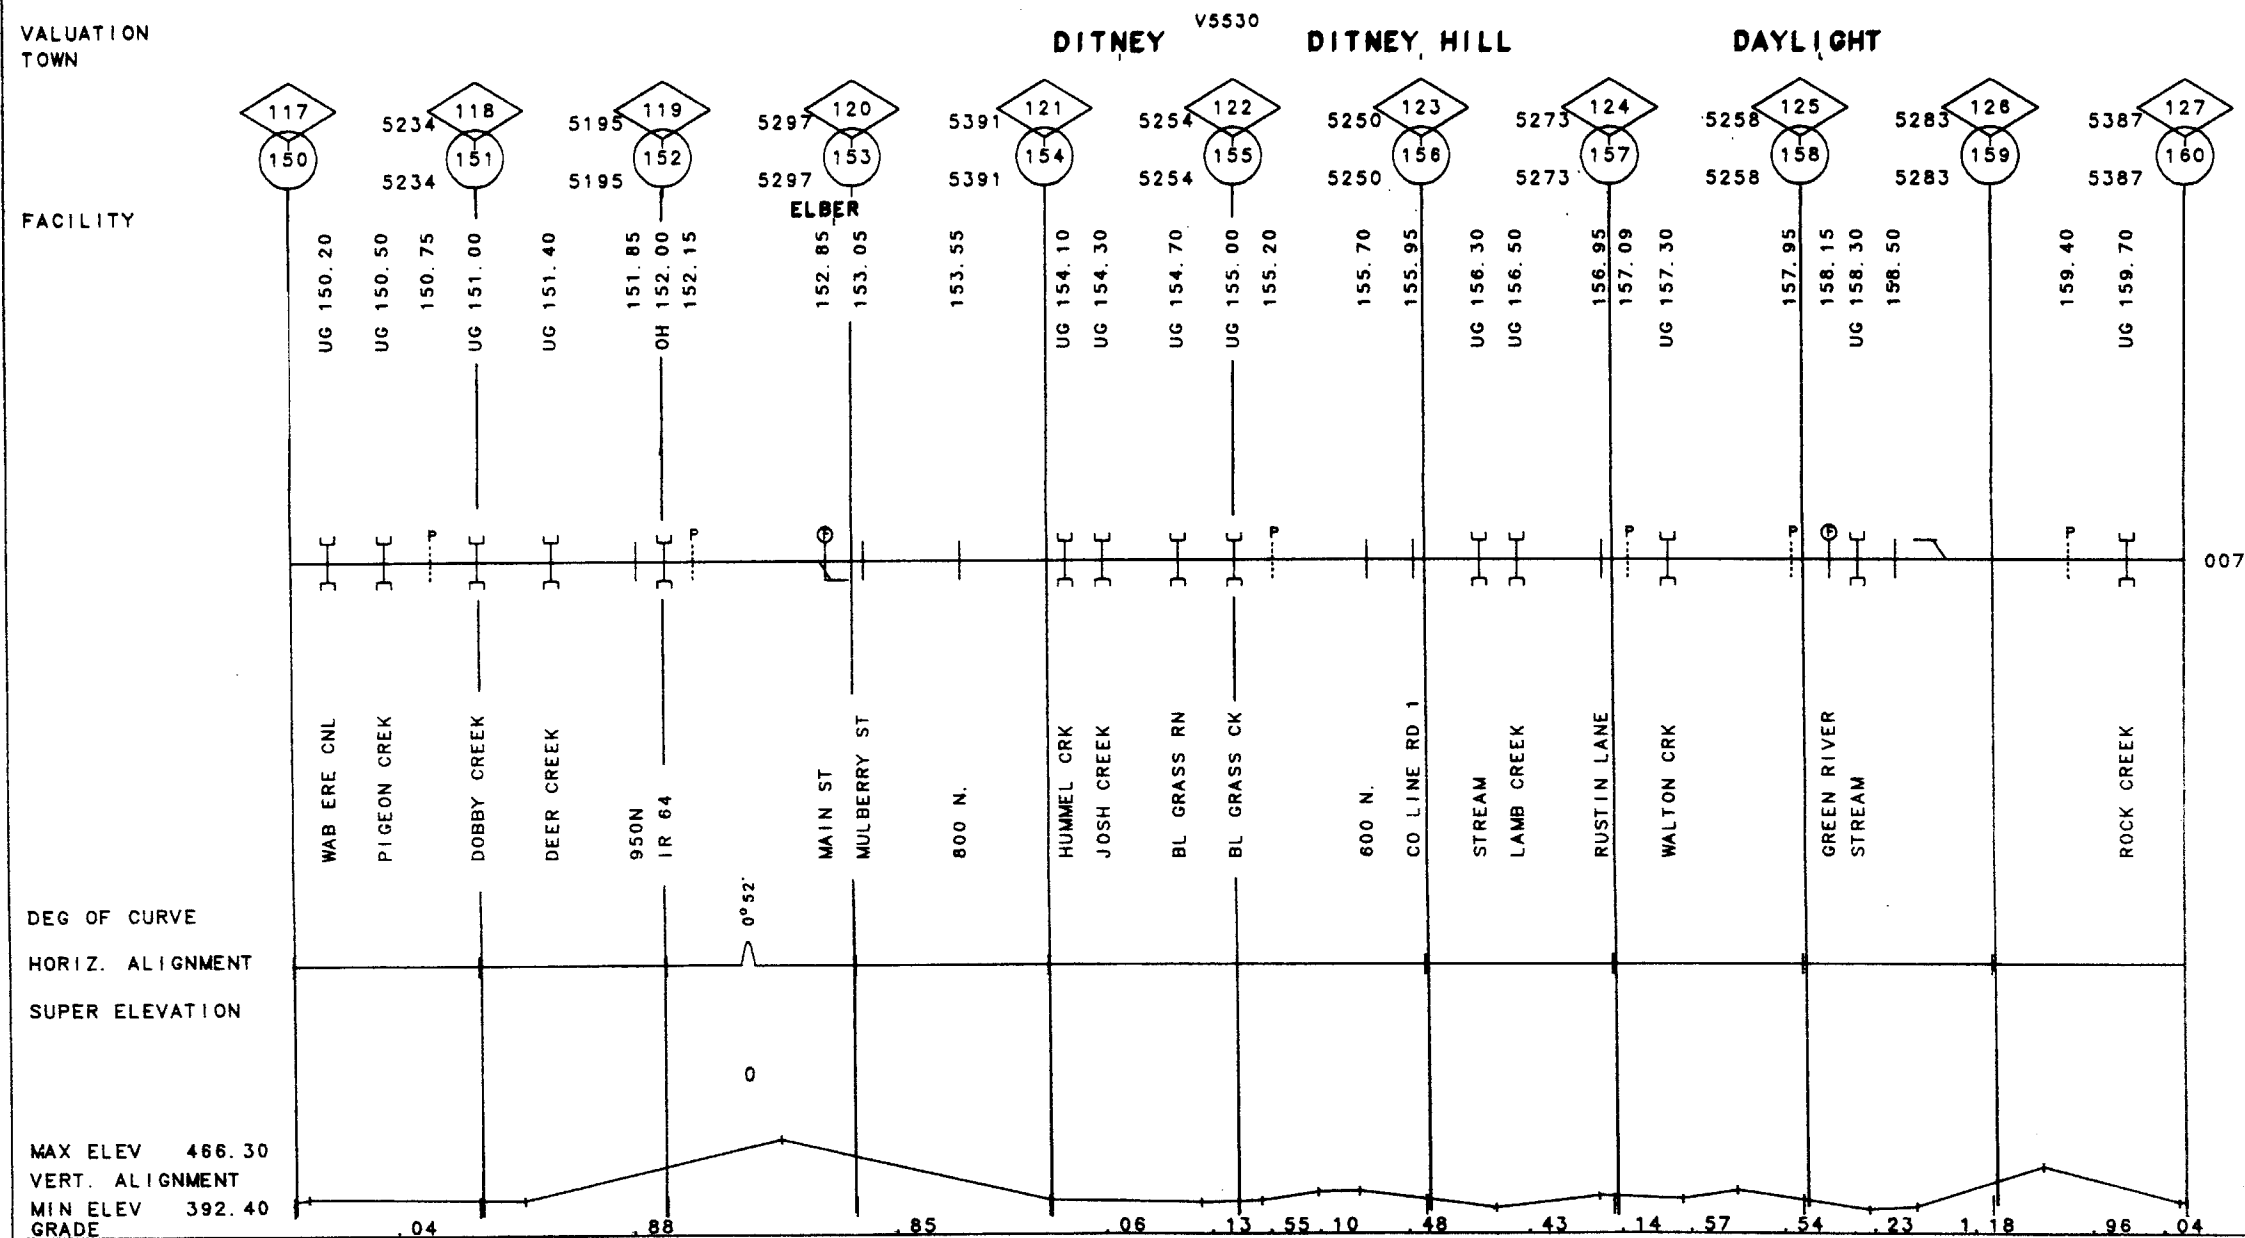 V5530
VALUATION
TOWN
DITNEY DITNEY HILL DAYLIGHT
117 118 119 120 121 122 123 124 125 126 127
5234 5195 5297 5391 5254 5250 5273 5258 5283 5387
150 151 152 153 154 155 156 157 158 159 160
5234 5195 5297 5391 5254 5250 5273 5258 5283 5387
ELBER
FACILITY
UG 150.20
UG 150.50
150.75
UG 151.00
UG 151.40
151.85
OH 152.00
152.15
152.85
153.05
153.55
UG 154.10
UG 154.30
UG 154.70
UG 155.00
155.20
155.70
155.95
UG 156.30
UG 156.50
156.95
157.09
UG 157.30
157.95
158.15
UG 158.30
158.50
159.40
UG 159.70
P P F P P P F P
007
WAB ERE CNL
PIGEON CREK
DOBBY CREEK
DEER CREEK
950N
IR 64
MAIN ST
MULBERRY ST
800 N.
HUMMEL CRK
JOSH CREEK
BL GRASS RN
BL GRASS CK
600 N.
CO LINE RD 1
STREAM
LAMB CREEK
RUSTIN LANE
WALTON CRK
GREEN RIVER
STREAM
ROCK CREEK
DEG OF CURVE 0°52'
HORIZ. ALIGNMENT
SUPER ELEVATION
0
MAX ELEV 466.30
VERT. ALIGNMENT
MIN ELEV 392.40
GRADE .04 .88 .85 .06 .13 .55 .10 .48 .43 .14 .57 .54 .23 1.18 .96 .04